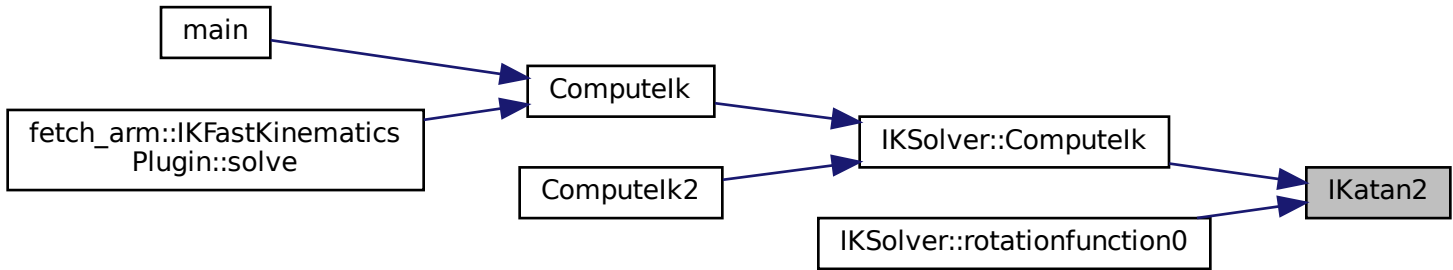 main
ComputeIk
fetch_arm::IKFastKinematics
Plugin::solve
IKSolver::ComputeIk
ComputeIk2
IKatan2
IKSolver::rotationfunction0